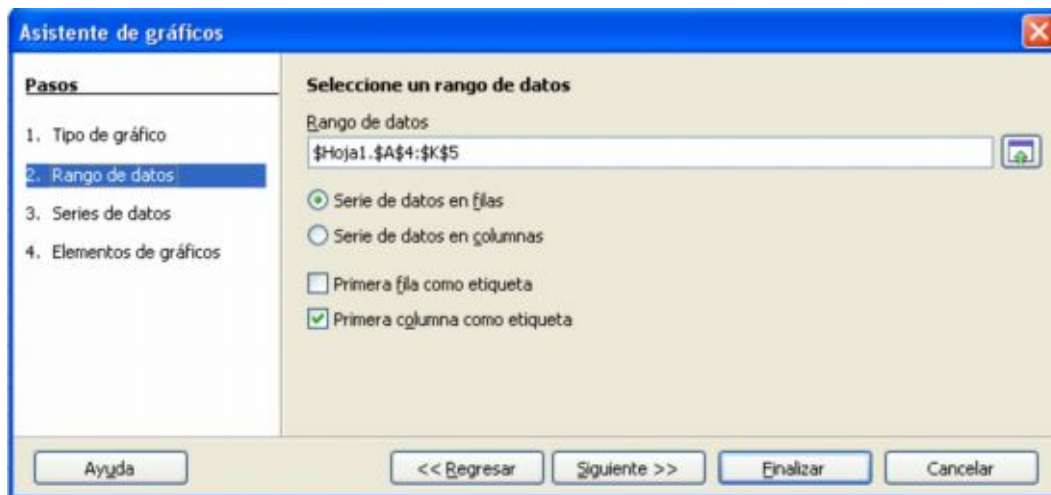 Asistente de gráficos
Pasos
1. Tipo de gráfico
2. Rango de datos
3. Series de datos
4. Elementos de gráficos
Seleccione un rango de datos
Rango de datos
$Hoja1.$A$4:$K$5
Serie de datos en filas
Serie de datos en columnas
Primera fila como etiqueta
Primera columna como etiqueta
Ayuda
<< Regresar
Siguiente >>
Finalizar
Cancelar